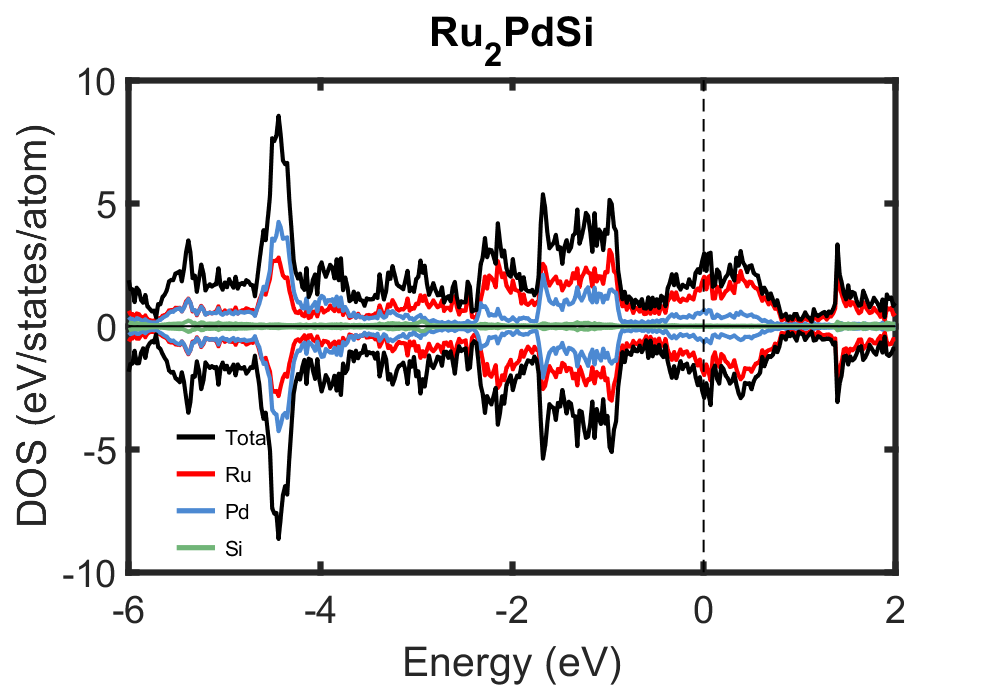 Ru₂PdSi
DOS (eV/states/atom)
10
5
0
-5
-10
Tota
Ru
Pd
Si
-6 -4 -2 0 2
Energy (eV)